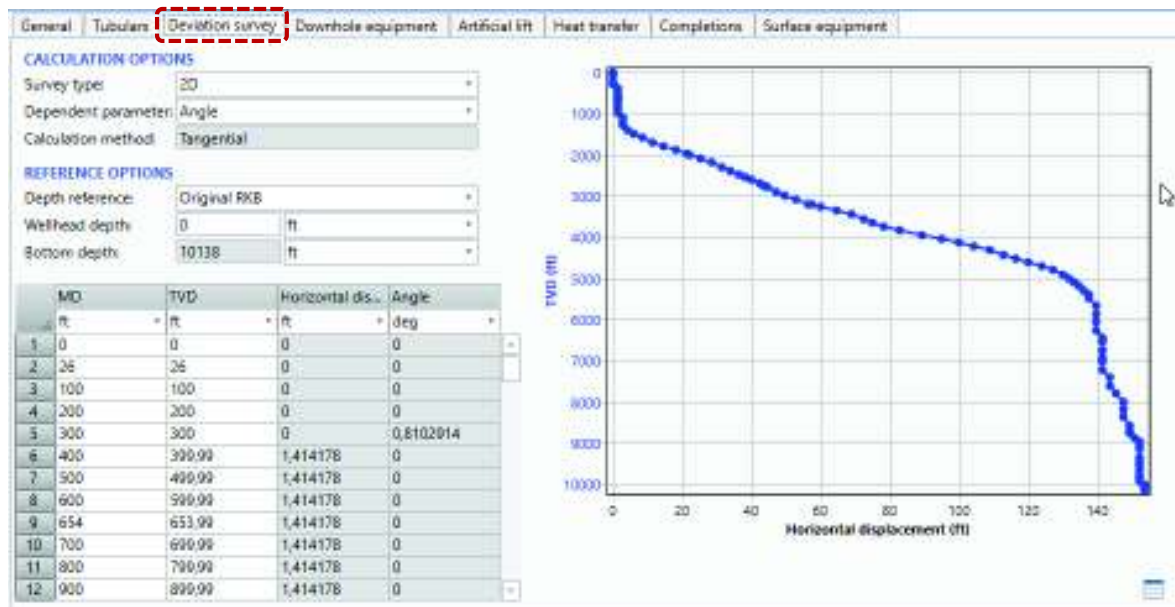 General Tubulars Deviation survey Downhole equipment Artificial lift Heat transfer Completions Surface equipment
CALCULATION OPTIONS
Survey type: 2D
Dependent parameter: Angle
Calculation method: Tangential
REFERENCE OPTIONS
Depth reference: Original RKB
Wellhead depth: 0 ft
Bottom depth: 10138 ft
MD TVD Horizontal dis... Angle
ft ft ft deg
1 0 0 0 0
2 26 26 0 0
3 100 100 0 0
4 200 200 0 0
5 300 300 0 0,8102914
6 400 399,99 1,414178 0
7 500 499,99 1,414178 0
8 600 599,99 1,414178 0
9 654 653,99 1,414178 0
10 700 699,99 1,414178 0
11 800 799,99 1,414178 0
12 900 899,99 1,414178 0
0
1000
2000
3000
4000
5000
6000
7000
8000
9000
10000
TVD (ft)
0 20 40 60 80 100 120 140
Horizontal displacement (ft)